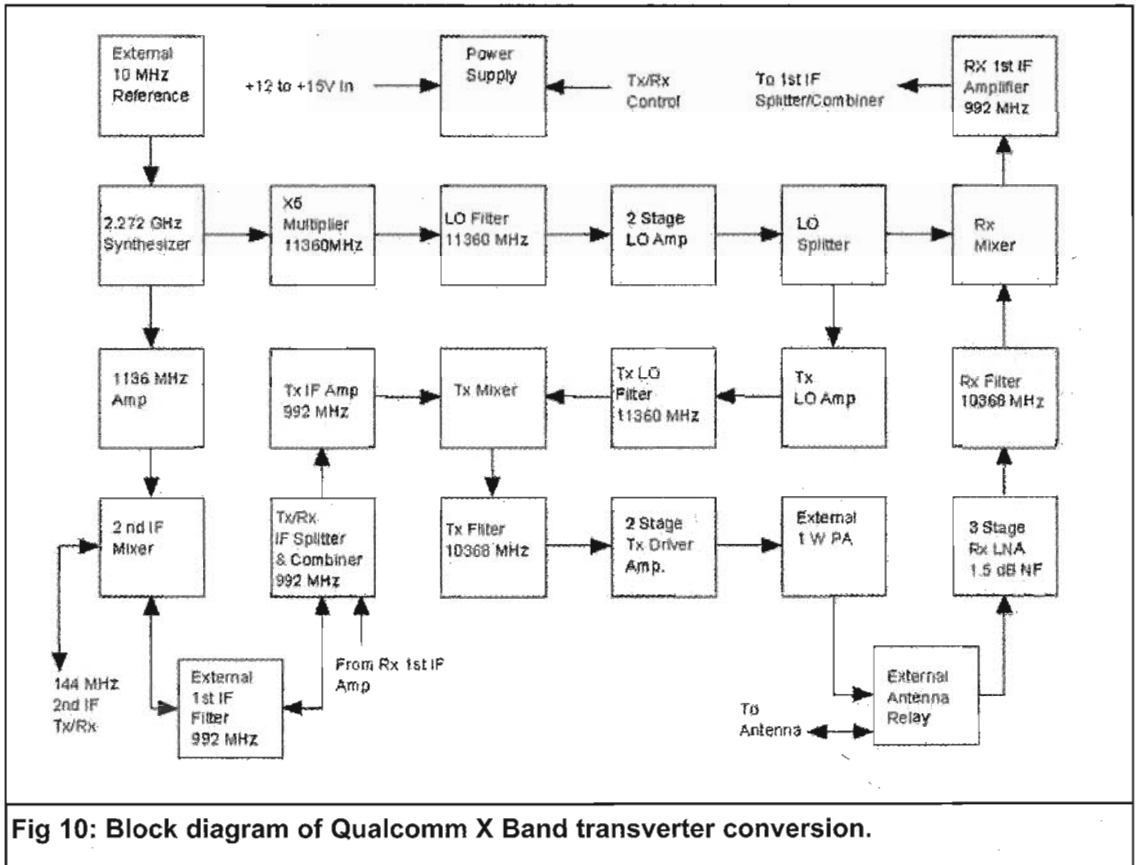 External
10 MHz
Reference
+12 to +15V In
Power
Supply
Tx/Rx
Control
To 1st IF
Splitter/Combiner
RX 1st IF
Amplifier
992 MHz
2.272 GHz
Synthesizer
X5
Multiplier
11360MHz
LO Filter
11360 MHz
2 Stage
LO Amp
LO
Splitter
Rx
Mixer
1136 MHz
Amp
Tx IF Amp
992 MHz
Tx Mixer
Tx LO
Filter
11360 MHz
Tx
LO Amp
Rx Filter
10368 MHz
2 nd IF
Mixer
Tx/Rx
IF Splitter
& Combiner
992 MHz
Tx Filter
10368 MHz
2 Stage
Tx Driver
Amp.
External
1 W PA
3 Stage
Rx LNA
1.5 dB NF
144 MHz
2nd IF
Tx/Rx
External
1st IF
Filter
992 MHz
From Rx 1st IF
Amp
To
Antenna
External
Antenna
Relay
Fig 10: Block diagram of Qualcomm X Band transverter conversion.